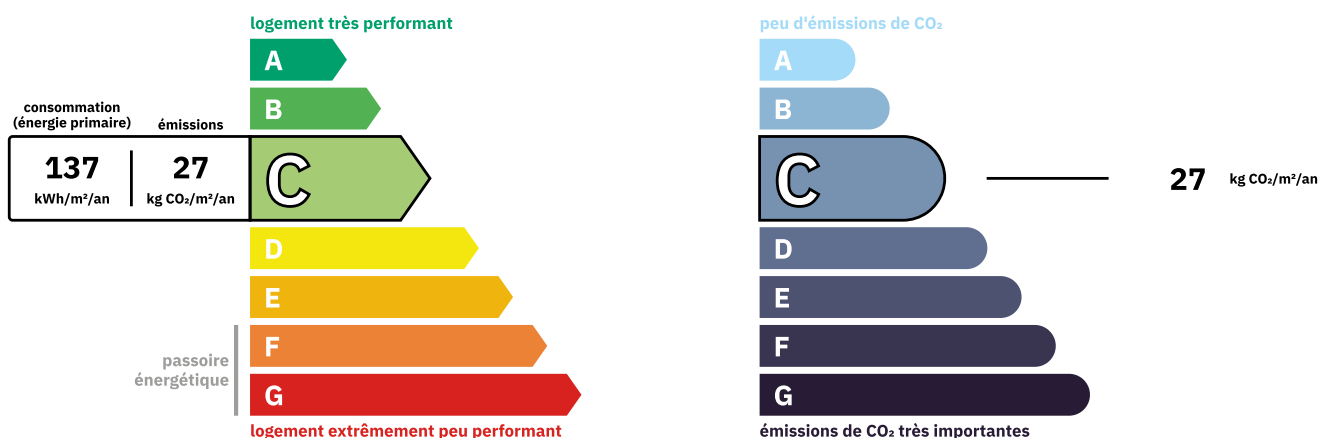 logement très performant
A
B
consommation
(énergie primaire)
émissions
137
kWh/m²/an
27
kg CO₂/m²/an
C
D
E
F
G
passoire
énergétique
logement extrêmement peu performant
peu d'émissions de CO₂
A
B
C
27 kg CO₂/m²/an
D
E
F
G
émissions de CO₂ très importantes